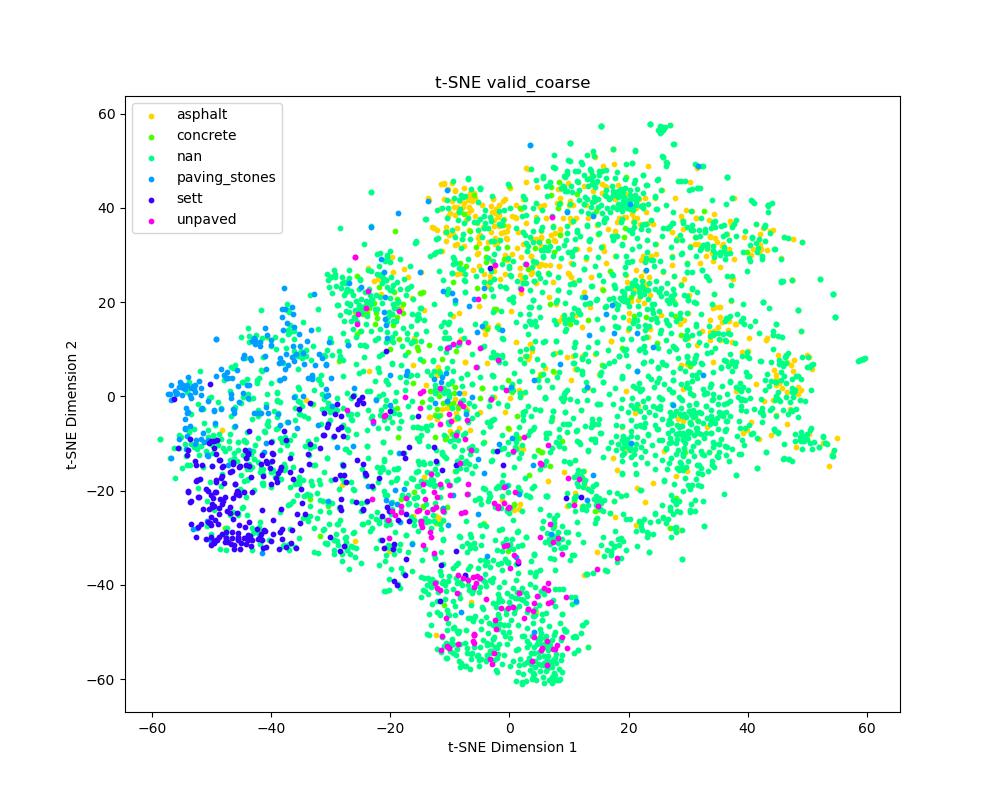 t-SNE valid_coarse
asphalt
concrete
nan
paving_stones
sett
unpaved
60
40
20
0
−20
−40
−60
t-SNE Dimension 2
−60 −40 −20 0 20 40 60
t-SNE Dimension 1